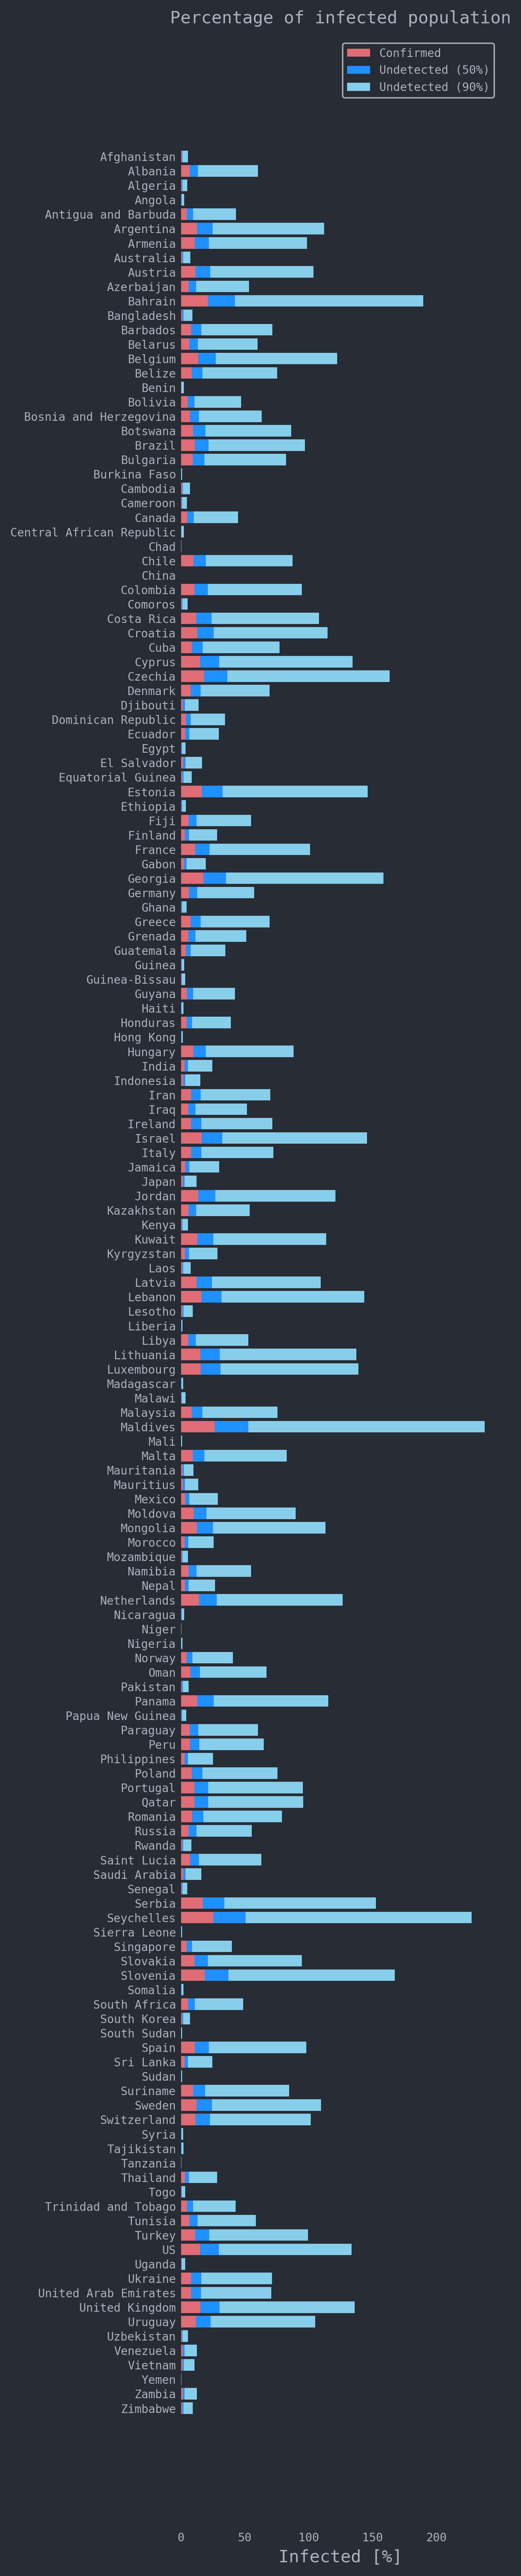 Percentage of infected population
Confirmed
Undetected (50%)
Undetected (90%)
Afghanistan
Albania
Algeria
Angola
Antigua and Barbuda
Argentina
Armenia
Australia
Austria
Azerbaijan
Bahrain
Bangladesh
Barbados
Belarus
Belgium
Belize
Benin
Bolivia
Bosnia and Herzegovina
Botswana
Brazil
Bulgaria
Burkina Faso
Cambodia
Cameroon
Canada
Central African Republic
Chad
Chile
China
Colombia
Comoros
Costa Rica
Croatia
Cuba
Cyprus
Czechia
Denmark
Djibouti
Dominican Republic
Ecuador
Egypt
El Salvador
Equatorial Guinea
Estonia
Ethiopia
Fiji
Finland
France
Gabon
Georgia
Germany
Ghana
Greece
Grenada
Guatemala
Guinea
Guinea-Bissau
Guyana
Haiti
Honduras
Hong Kong
Hungary
India
Indonesia
Iran
Iraq
Ireland
Israel
Italy
Jamaica
Japan
Jordan
Kazakhstan
Kenya
Kuwait
Kyrgyzstan
Laos
Latvia
Lebanon
Lesotho
Liberia
Libya
Lithuania
Luxembourg
Madagascar
Malawi
Malaysia
Maldives
Mali
Malta
Mauritania
Mauritius
Mexico
Moldova
Mongolia
Morocco
Mozambique
Namibia
Nepal
Netherlands
Nicaragua
Niger
Nigeria
Norway
Oman
Pakistan
Panama
Papua New Guinea
Paraguay
Peru
Philippines
Poland
Portugal
Qatar
Romania
Russia
Rwanda
Saint Lucia
Saudi Arabia
Senegal
Serbia
Seychelles
Sierra Leone
Singapore
Slovakia
Slovenia
Somalia
South Africa
South Korea
South Sudan
Spain
Sri Lanka
Sudan
Suriname
Sweden
Switzerland
Syria
Tajikistan
Tanzania
Thailand
Togo
Trinidad and Tobago
Tunisia
Turkey
US
Uganda
Ukraine
United Arab Emirates
United Kingdom
Uruguay
Uzbekistan
Venezuela
Vietnam
Yemen
Zambia
Zimbabwe
0 50 100 150 200
Infected [%]